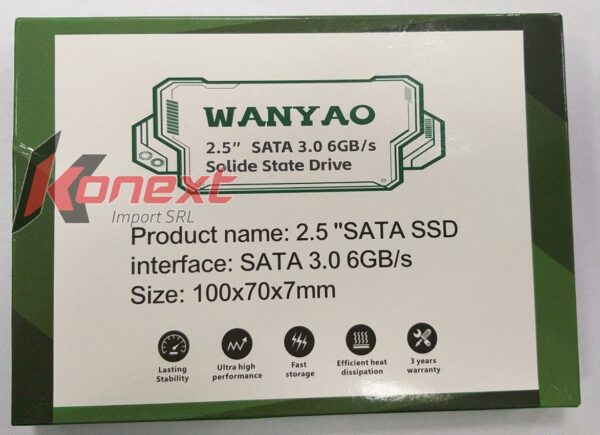 WANYAO
2.5" SATA 3.0 6GB/s
Solide State Drive
Konext
Import SRL
Product name: 2.5 "SATA SSD
interface: SATA 3.0 6GB/s
Size: 100x70x7mm
Lasting
Stability
Ultra high
performance
Fast
storage
Efficient heat
dissipation
3 years
warranty